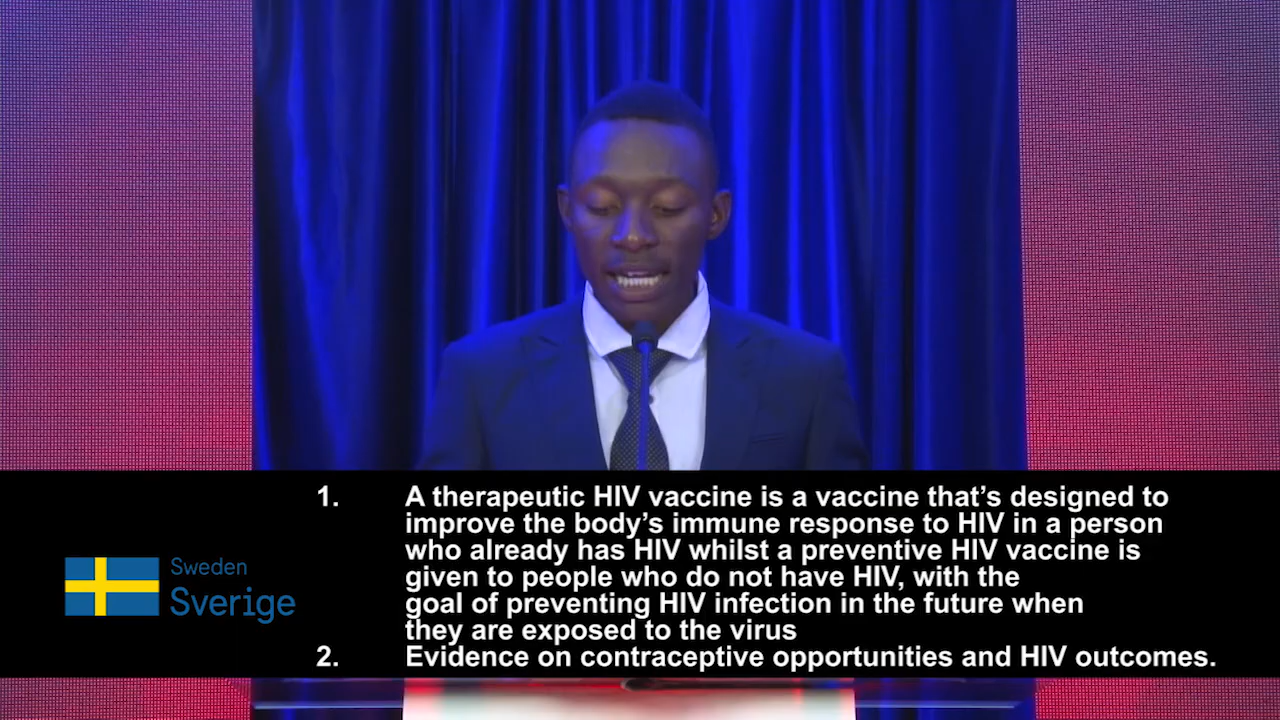 Sweden
Sverige
1. A therapeutic HIV vaccine is a vaccine that’s designed to
improve the body’s immune response to HIV in a person
who already has HIV whilst a preventive HIV vaccine is
given to people who do not have HIV, with the
goal of preventing HIV infection in the future when
they are exposed to the virus
2. Evidence on contraceptive opportunities and HIV outcomes.